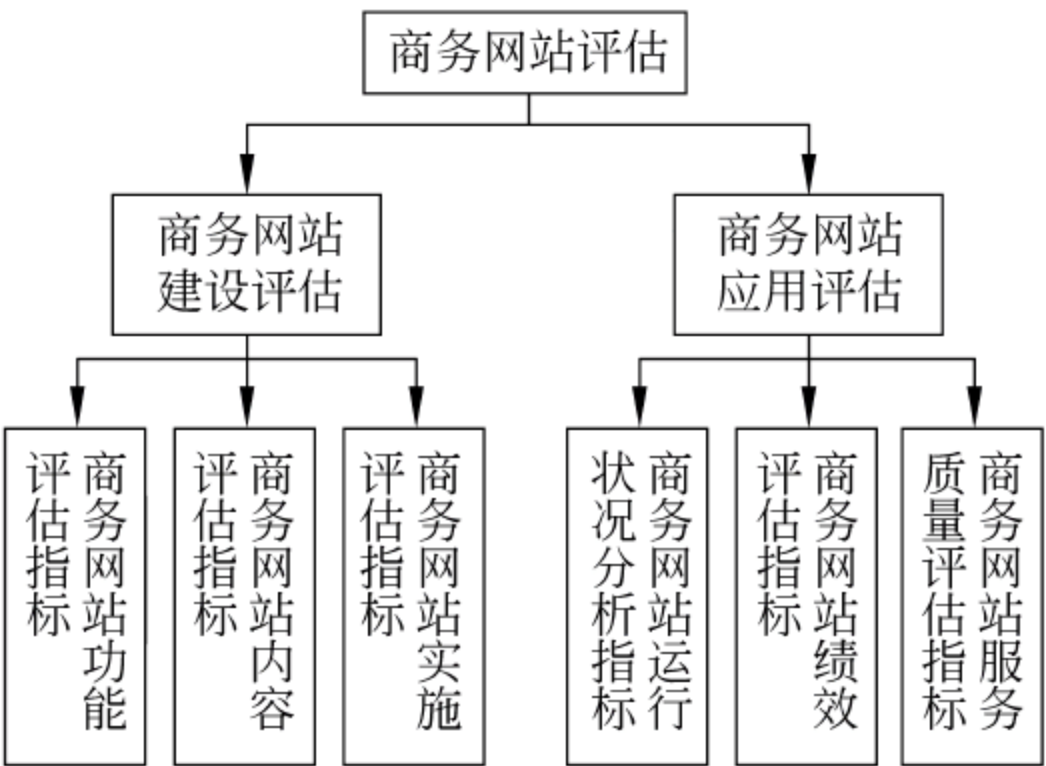 商务网站评估
商务网站
建设评估
商务网站
应用评估
商务网站功能
评估指标
商务网站内容
评估指标
商务网站实施
评估指标
商务网站运行
状况分析指标
商务网站绩效
评估指标
商务网站服务
质量评估指标